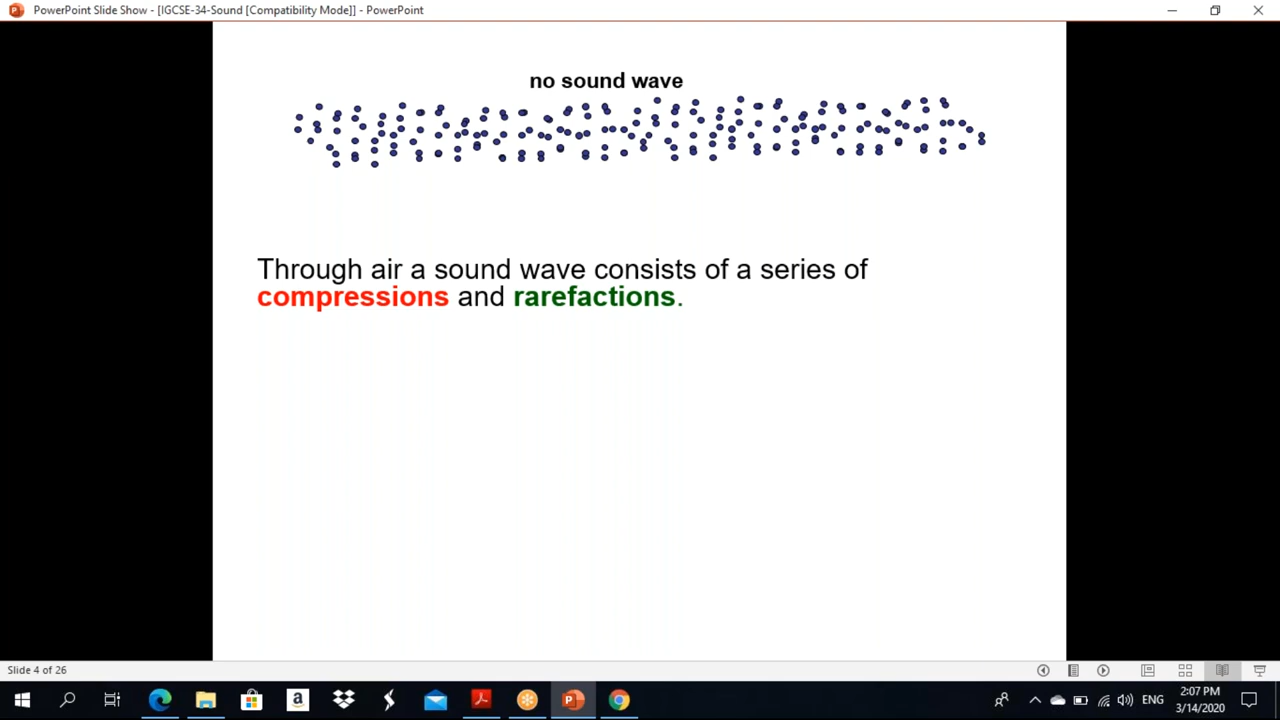 PowerPoint Slide Show - [IGCSE-34-Sound [Compatibility Mode]] - PowerPoint
no sound wave
Through air a sound wave consists of a series of
compressions and rarefactions.
Slide 4 of 26
ENG
2:07 PM
3/14/2020